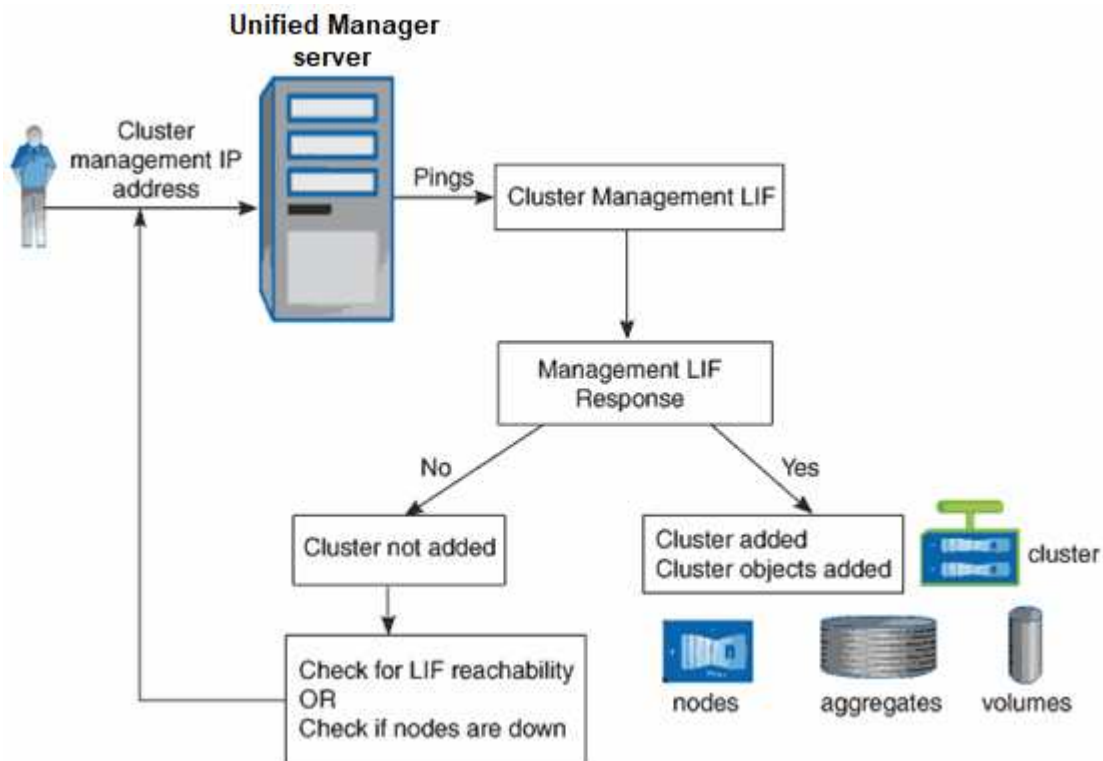 Unified Manager
server
Cluster
management IP
address
Pings
Cluster Management LIF
Management LIF
Response
No
Yes
Cluster not added
Cluster added
Cluster objects added
cluster
Check for LIF reachability
OR
Check if nodes are down
nodes
aggregates
volumes